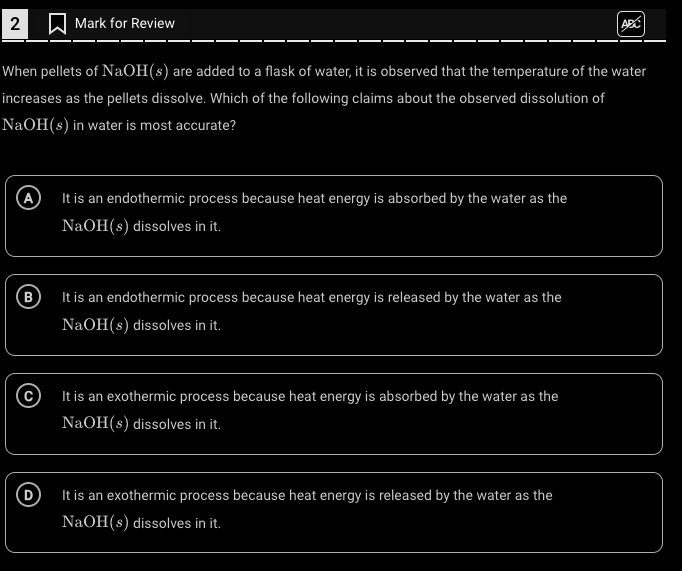 2 Mark for Review ABC
When pellets of NaOH(s) are added to a flask of water, it is observed that the temperature of the water
increases as the pellets dissolve. Which of the following claims about the observed dissolution of
NaOH(s) in water is most accurate?
A It is an endothermic process because heat energy is absorbed by the water as the
NaOH(s) dissolves in it.
B It is an endothermic process because heat energy is released by the water as the
NaOH(s) dissolves in it.
C It is an exothermic process because heat energy is absorbed by the water as the
NaOH(s) dissolves in it.
D It is an exothermic process because heat energy is released by the water as the
NaOH(s) dissolves in it.